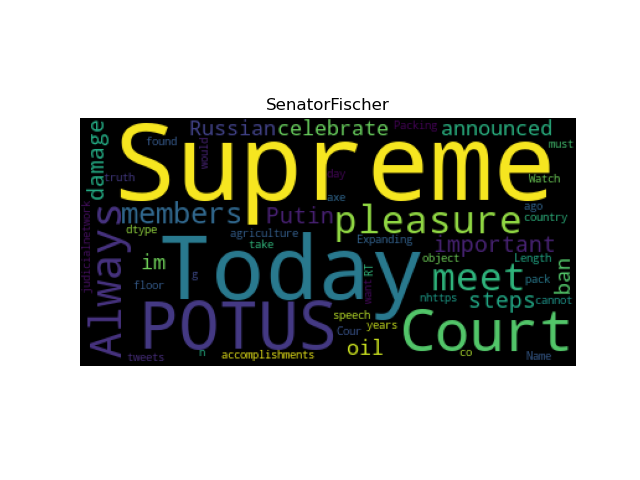 SenatorFischer
damage
Russian
celebrate
Packing
announced
found
would
Supreme
must
truth
day
Watch
judicialnetwork
Always
members
axe
Putin
pleasure
ago
country
dtype
agriculture
take
Expanding
important
im
Today
RT
object
Length
ban
floor
g
want
meet
nhttps
steps
pack
cannot
POTUS
speech
Cour
years
Court
tweets
n
accomplishments
oil
co
Name